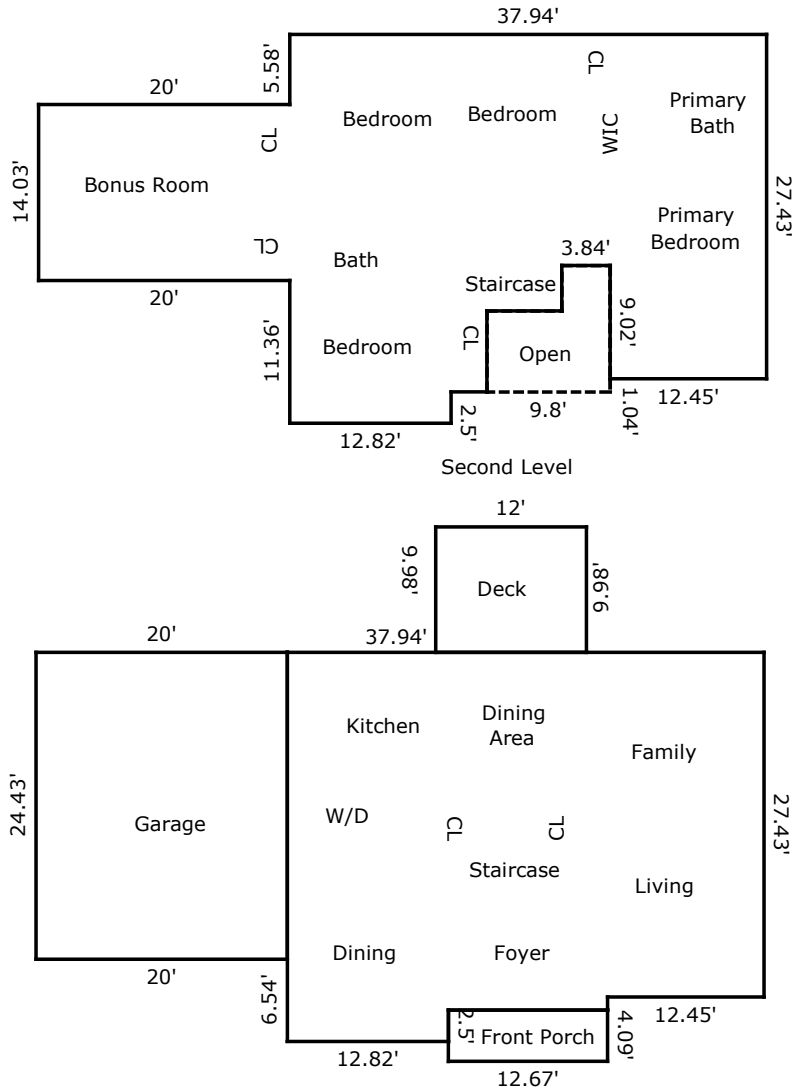 37.94'
5.58'
CL
20'
Primary
Bath
Bedroom
Bedroom
CL
WIC
14.03'
Bonus Room
27.43'
Primary
Bedroom
CL
3.84'
Bath
20'
Staircase
9.02'
11.36'
CL
Bedroom
Open
2.5'
9.8'
1.04'
12.45'
12.82'
Second Level
12'
9.98'
Deck
9.98'
20'
37.94'
Kitchen
Dining
Area
Family
24.43'
Garage
W/D
CL
CL
27.43'
Staircase
Living
Dining
Foyer
20'
6.54'
2.5'
Front Porch
4.09'
12.45'
12.82'
12.67'